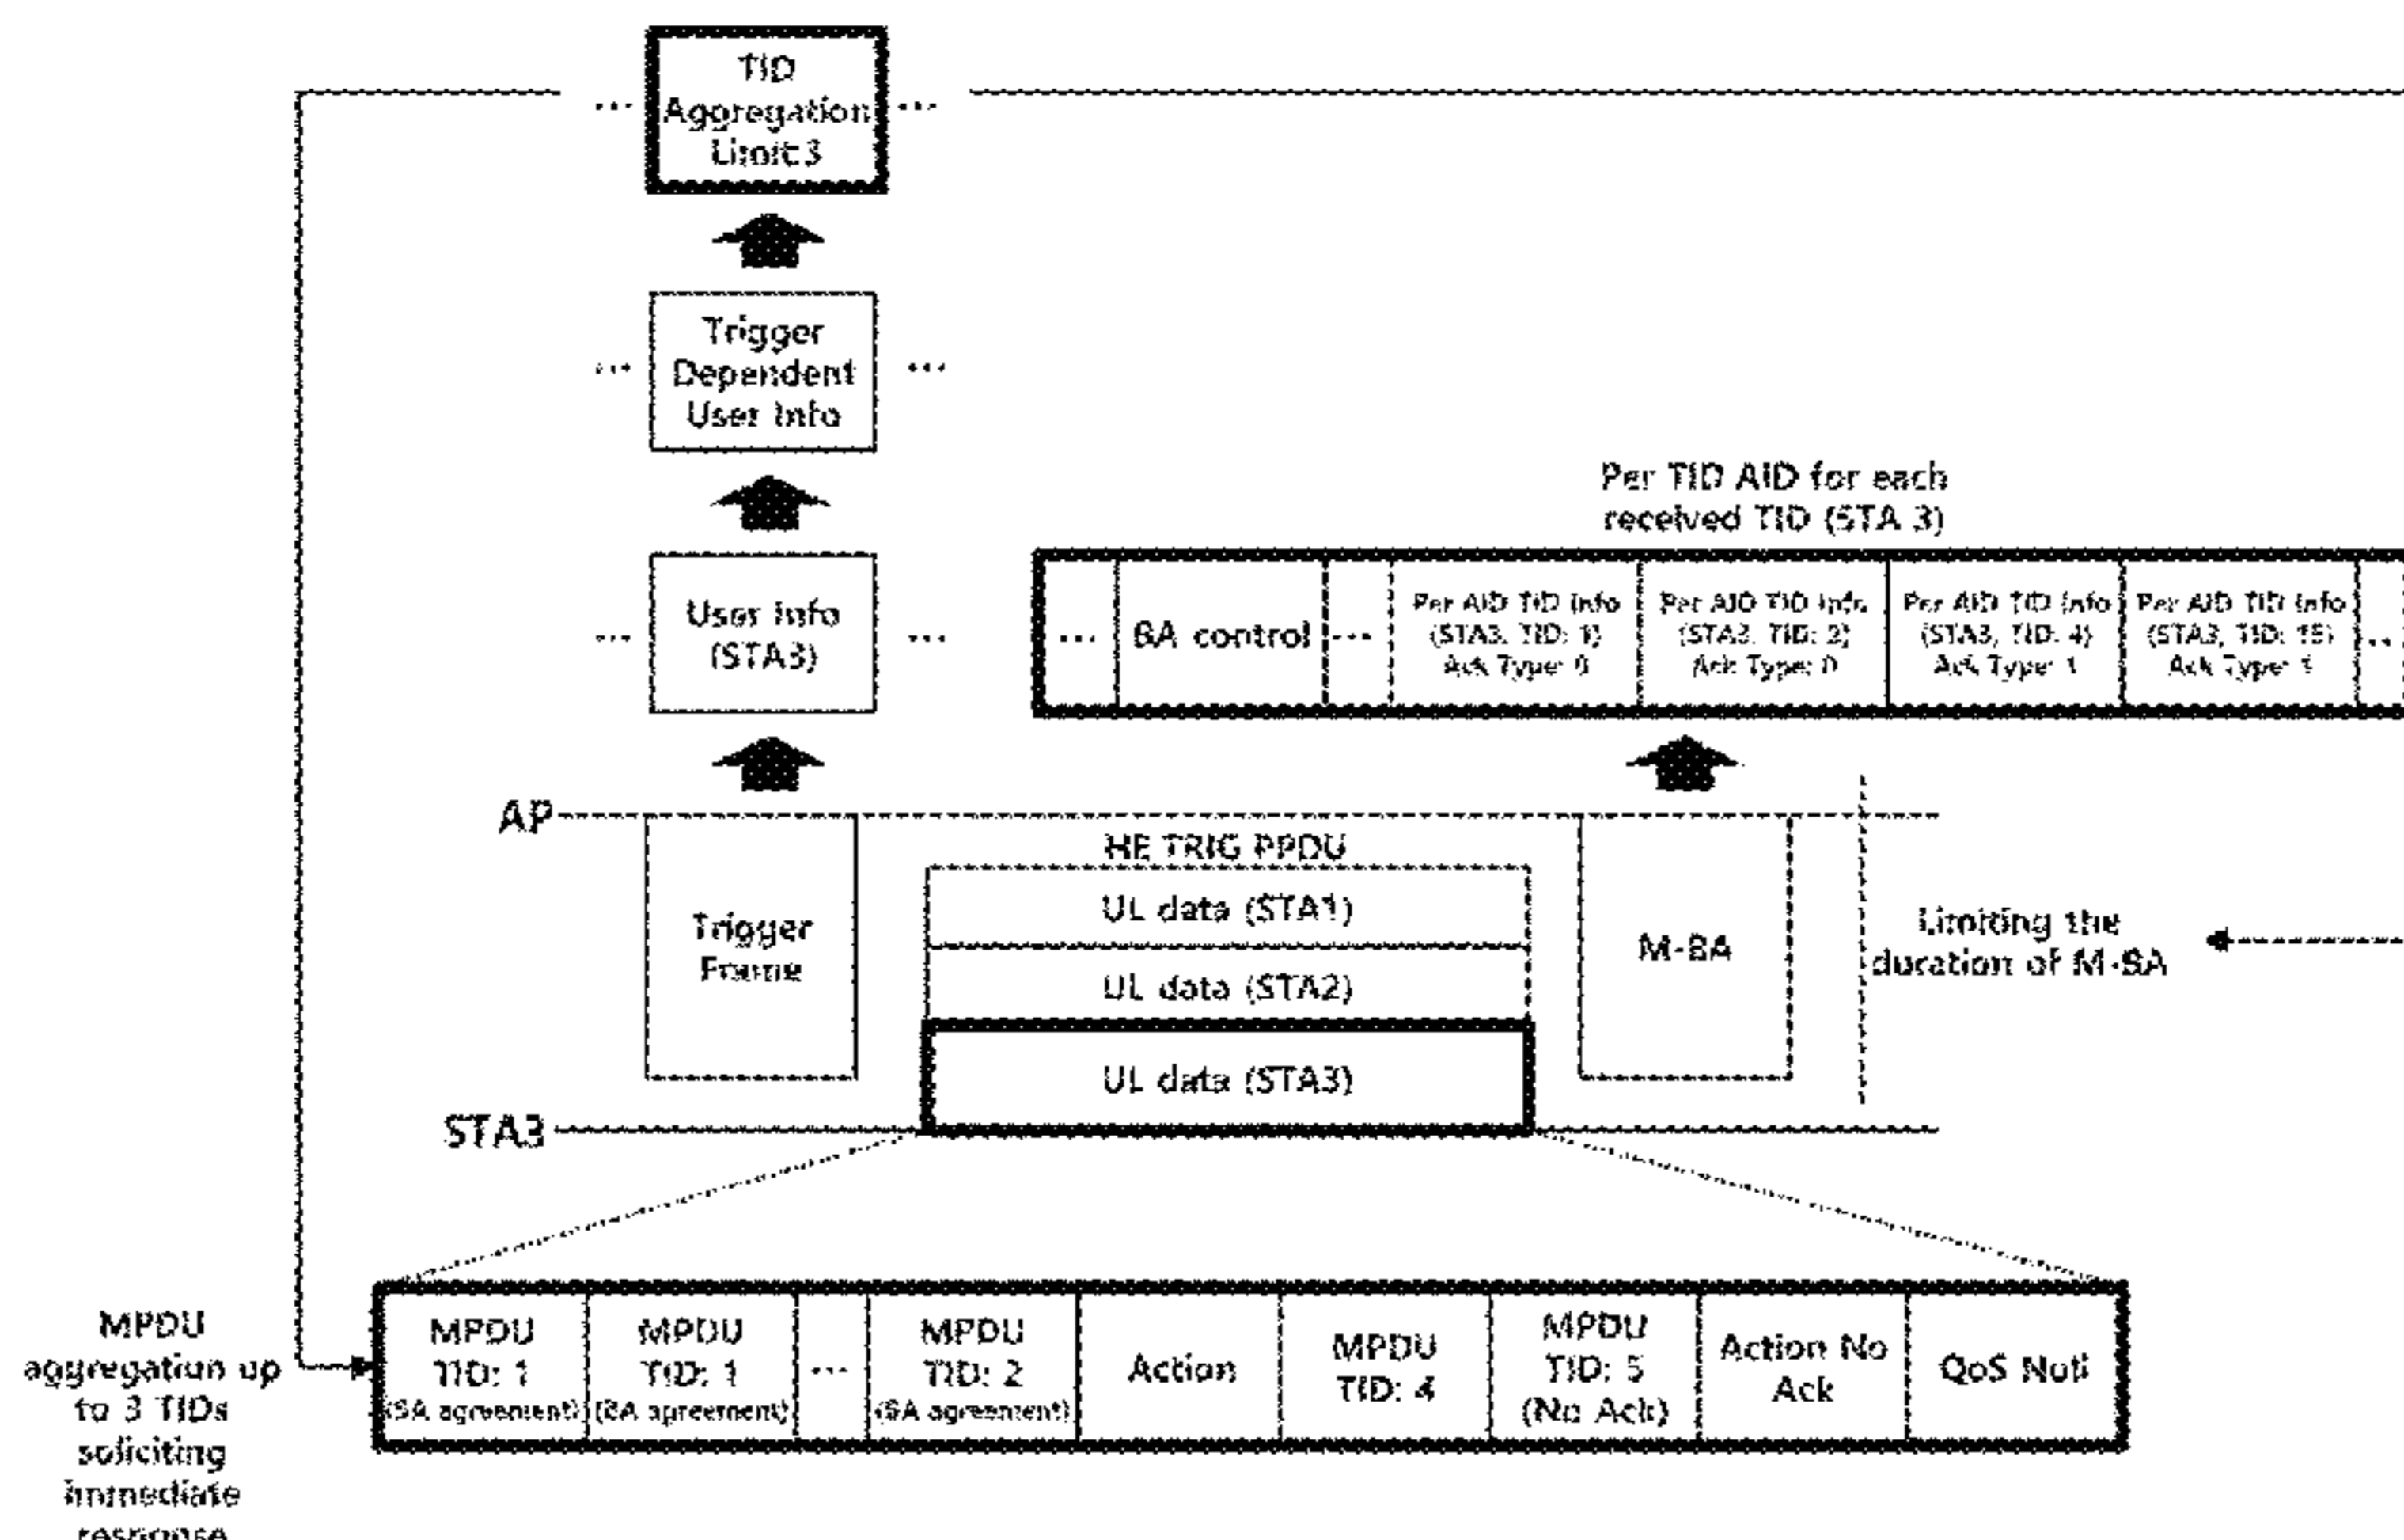 TID
Aggregation
Limit:3
Trigger
Dependent
User Info
Per TID AID for each
received TID (STA 3)
User Info
(STA3)
... BA control ...
Per AID TID Info
(STA3, TID: 1)
Ack Type: 0
Per AID TID Info
(STA3, TID: 2)
Ack Type: 0
Per AID TID Info
(STA3, TID: 4)
Ack Type: 1
Per AID TID Info
(STA3, TID: 15)
Ack Type: 1
AP
HE TRIG PPDU
Trigger
Frame
UL data (STA1)
UL data (STA2)
UL data (STA3)
M-BA
Limiting the
duration of M-BA
STA3
MPDU
aggregation up
to 3 TIDs
soliciting
immediate
response
MPDU
TID: 1
(BA agreement)
MPDU
TID: 1
(BA agreement)
...
MPDU
TID: 2
(BA agreement)
Action
MPDU
TID: 4
MPDU
TID: 5
(No Ack)
Action No
Ack
QoS Null